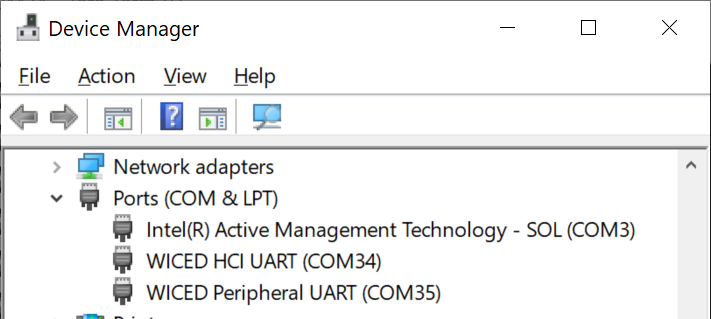 Device Manager
File Action View Help
Network adapters
Ports (COM & LPT)
Intel(R) Active Management Technology - SOL (COM3)
WICED HCI UART (COM34)
WICED Peripheral UART (COM35)